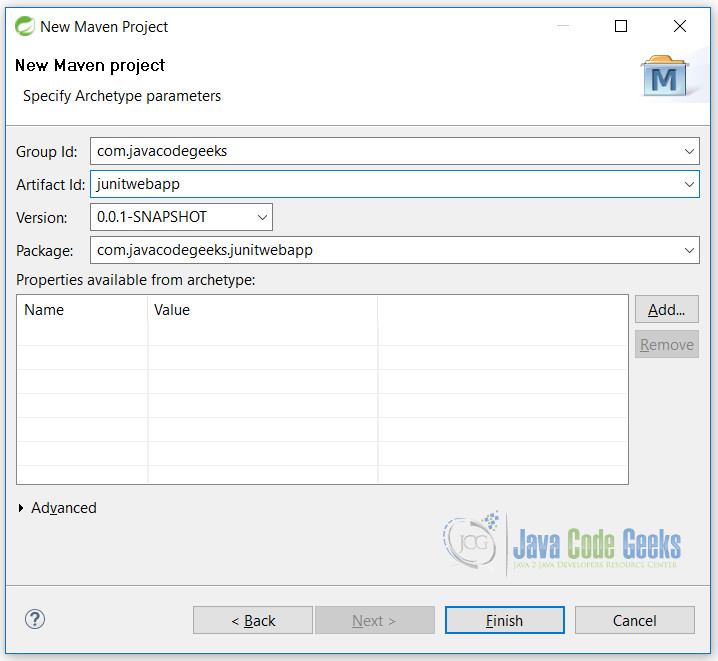 New Maven Project
New Maven project
Specify Archetype parameters
M
Group Id: com.javacodegeeks
Artifact Id: junitwebapp
Version: 0.0.1-SNAPSHOT
Package: com.javacodegeeks.junitwebapp
Properties available from archetype:
Name Value
Add...
Remove
Advanced
JCG Java Code Geeks
Java 2 Java Developers Resource Center
? < Back Next > Finish Cancel